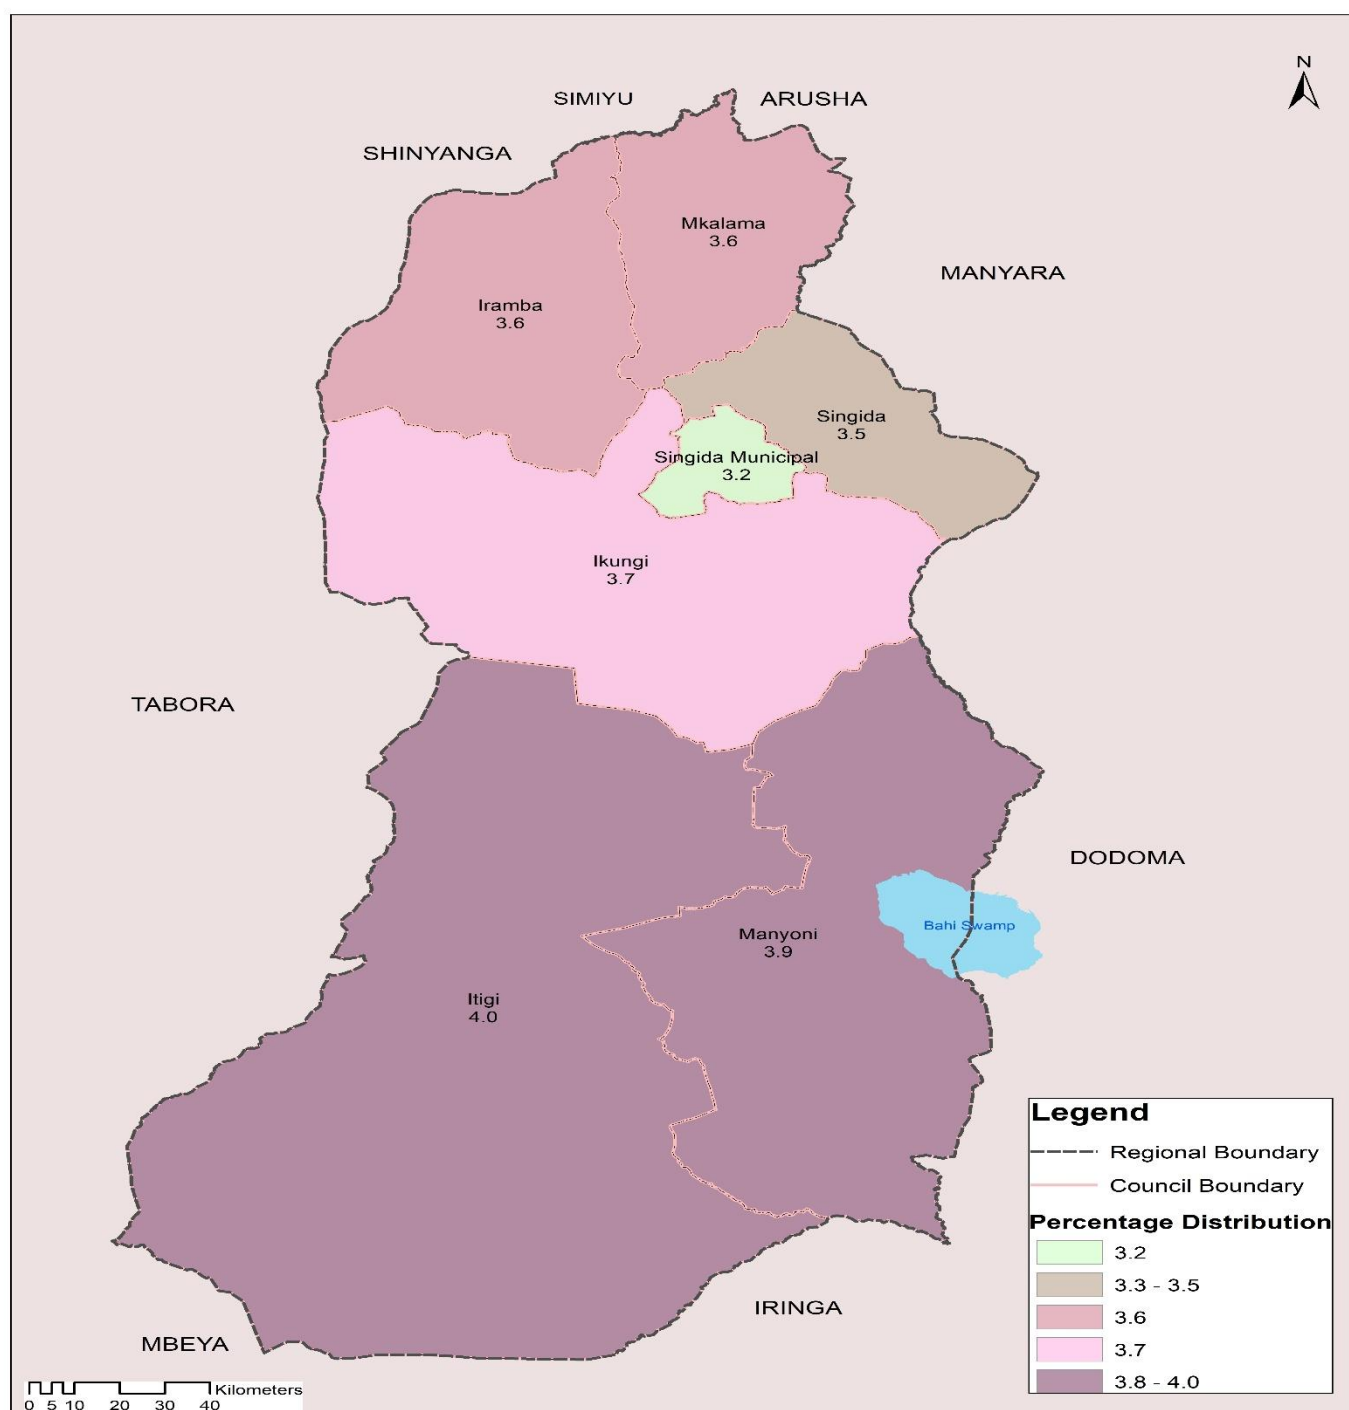 N
SIMIYU
ARUSHA
SHINYANGA
Mkalama
3.6
MANYARA
Iramba
3.6
Singida
3.5
Singida Municipal
3.2
Ikungi
3.7
TABORA
DODOMA
Bahi Swamp
Manyoni
3.9
Itigi
4.0
Legend
Regional Boundary
Council Boundary
Percentage Distribution
3.2
3.3 - 3.5
3.6
3.7
3.8 - 4.0
IRINGA
MBEYA
Kilometers
0 5 10 20 30 40